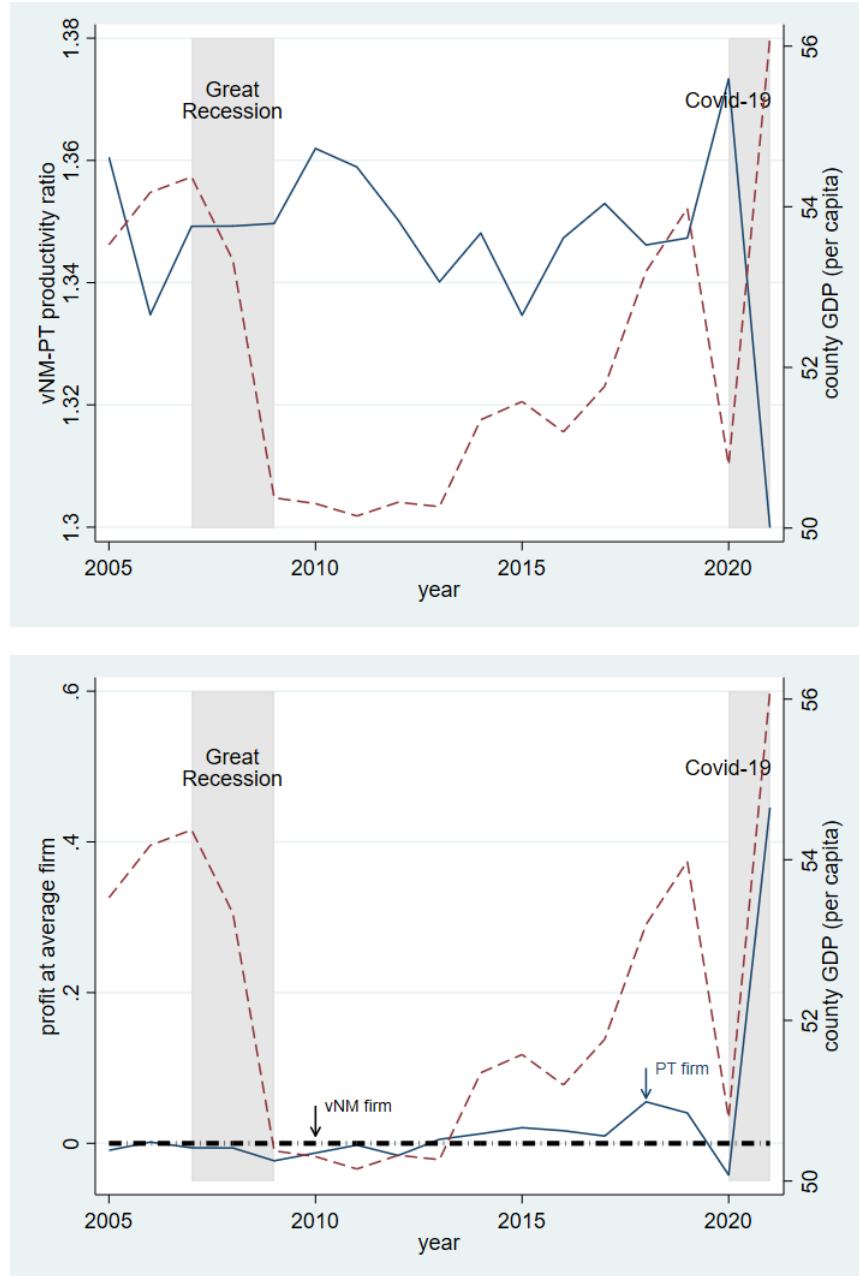 1.38
1.36
1.34
1.32
1.3
vNM-PT productivity ratio
Great
Recession
Covid-19
56
54
52
50
county GDP (per capita)
2005
2010
2015
2020
year
.6
.4
.2
0
profit at average firm
Great
Recession
Covid-19
vNM firm
PT firm
56
54
52
50
county GDP (per capita)
2005
2010
2015
2020
year